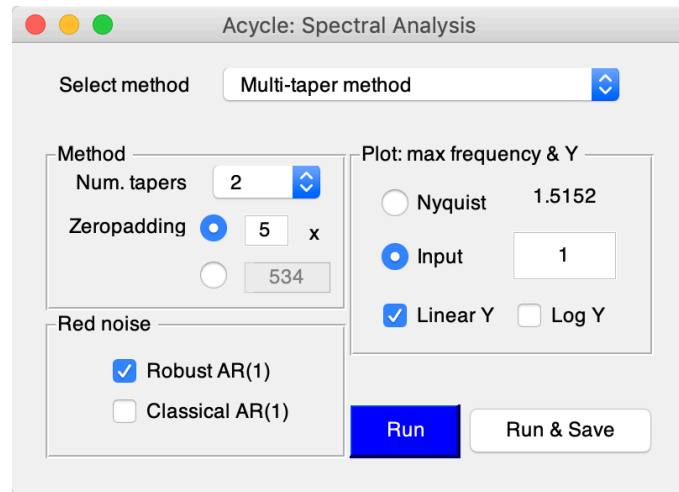 Acycle: Spectral Analysis
Select method Multi-taper method
Method
Num. tapers 2
Zeropadding 5 x
534
Plot: max frequency & Y
Nyquist 1.5152
Input 1
Linear Y Log Y
Red noise
Robust AR(1)
Classical AR(1)
Run Run & Save